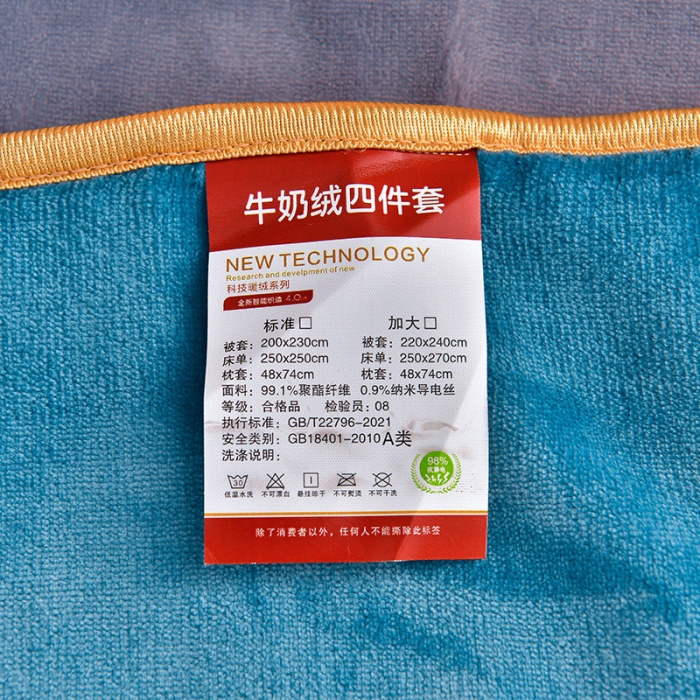 牛奶绒四件套
NEW TECHNOLOGY
Research and develpment of new
科技暖绒系列
全新智能织造 4.0
标准□ 加大□
被套：200x230cm 被套：220x240cm
床单：250x250cm 床单：250x270cm
枕套：48x74cm 枕套：48x74cm
面料：99.1%聚酯纤维 0.9%纳米导电丝
等级：合格品 检验员：08
执行标准：GB/T22796-2021
安全类别：GB18401-2010A类
洗涤说明：
98%
抗静电
30
低温水洗 不可漂白 悬挂晾干 不可熨烫 不可干洗
除了消费者以外，任何人不能撕除此标签